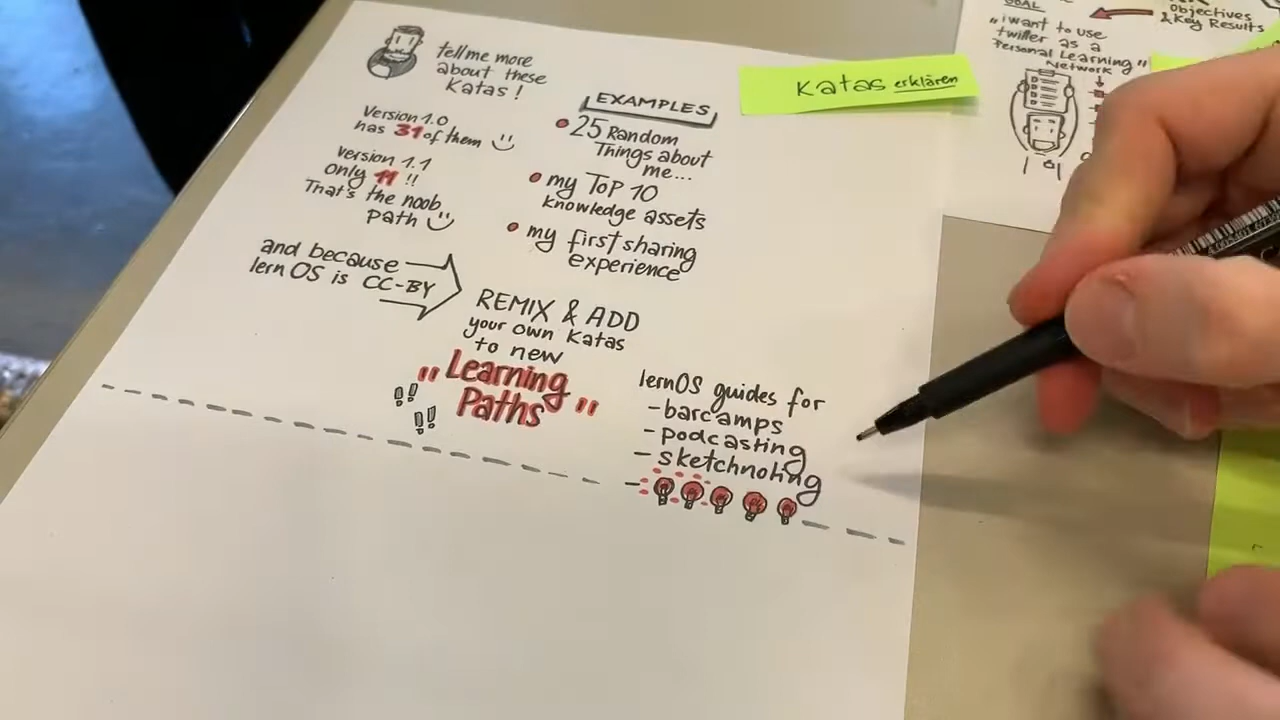 tell me more
about these
Katas!
Version 1.0
has 31 of them
Version 1.1
only 11 !!
That's the noob
path
EXAMPLES
25 Random
Things about
me...
my TOP 10
knowledge assets
my first sharing
experience
and because
lernOS is CC-BY
REMIX & ADD
your own Katas
to new
"Learning
Paths"
lernOS guides for
- barcamps
- podcasting
- sketchnoting
-
Katas erklären
GOAL
Objectives
& Key Results
"i want to use
twitter as a
Personal Learning"
Network